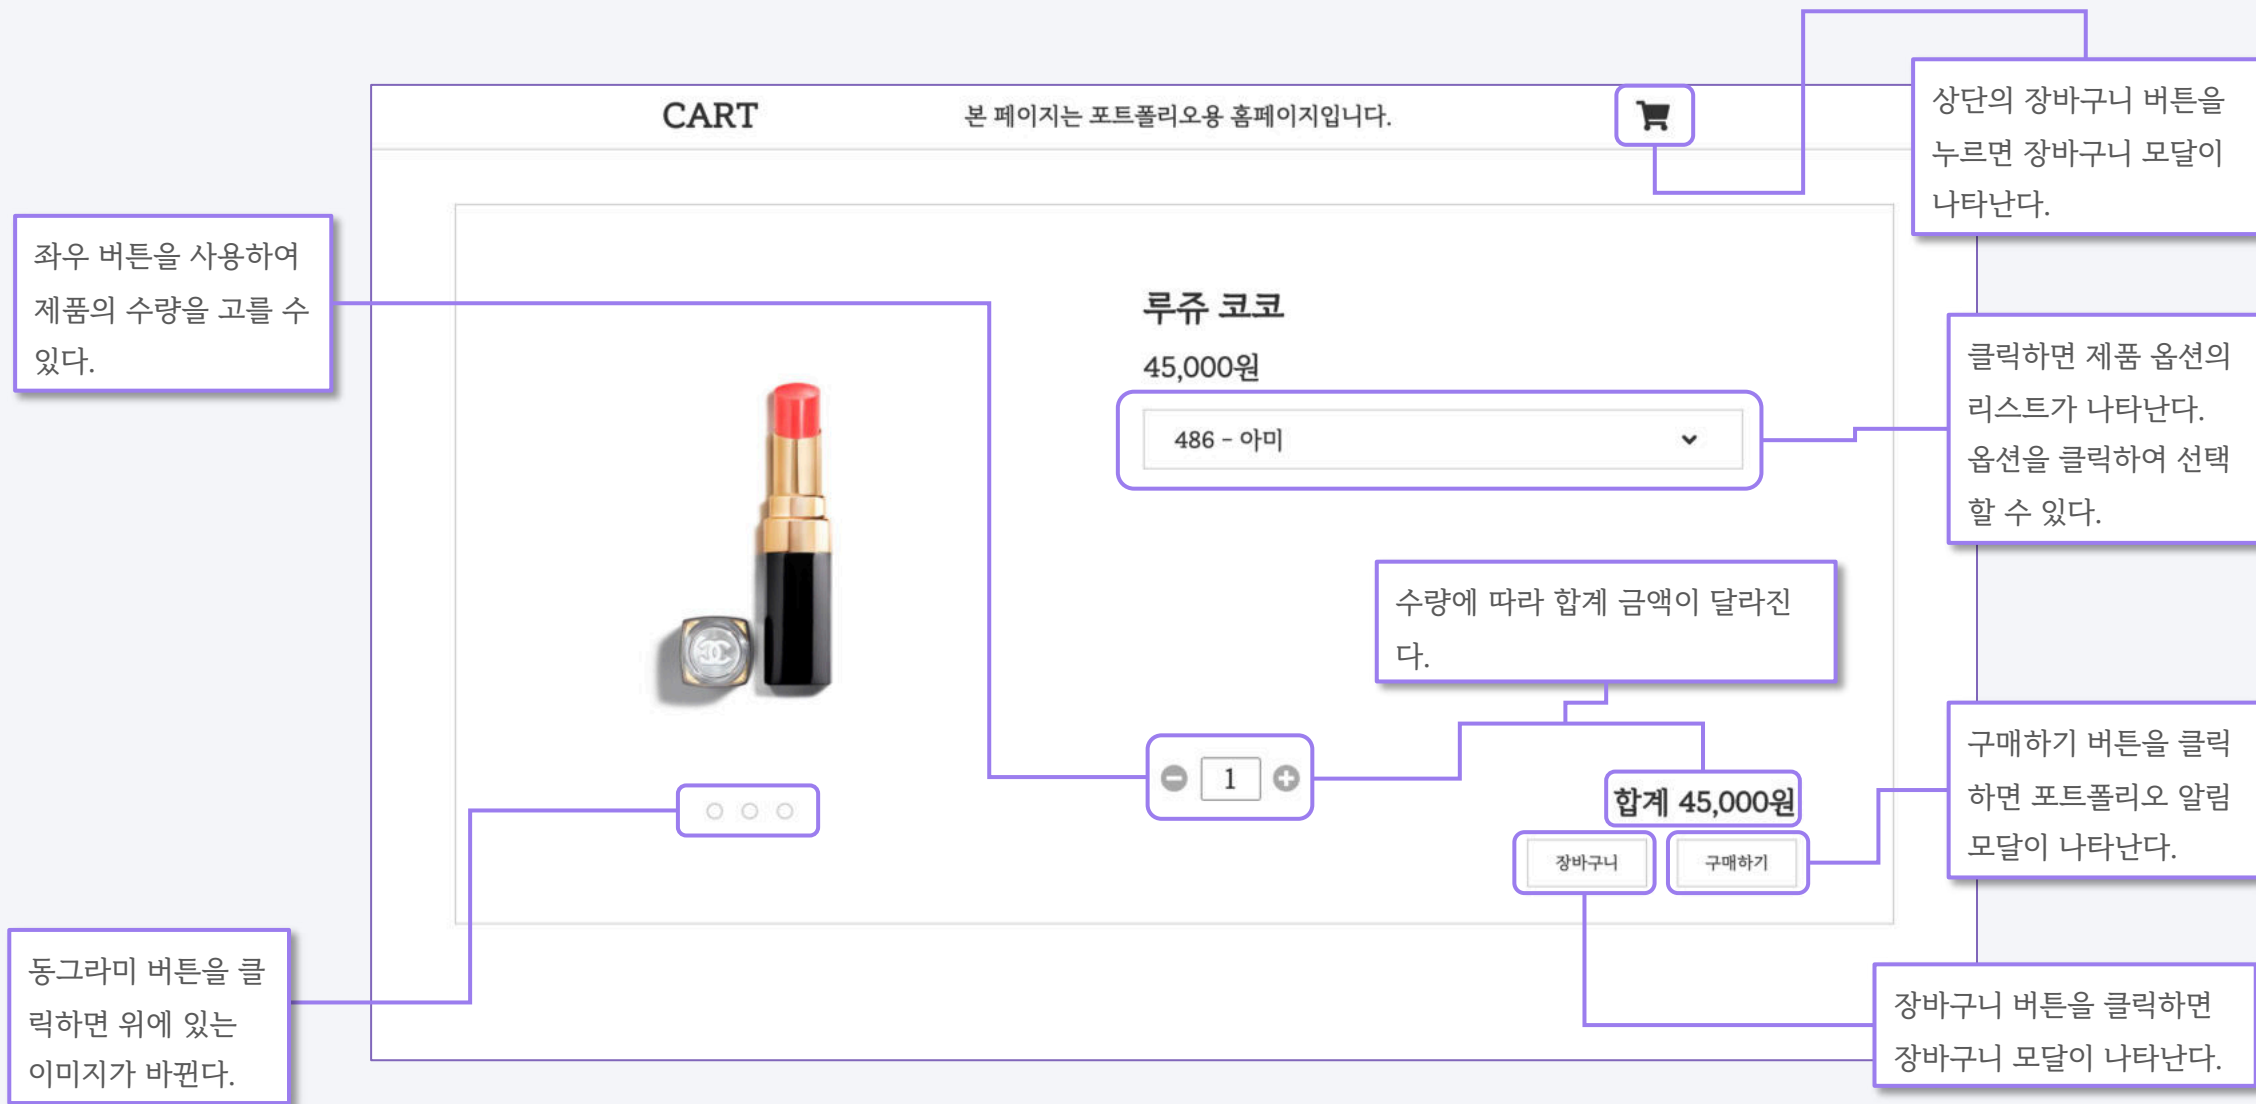 CART
본 페이지는 포트폴리오용 홈페이지입니다.
상단의 장바구니 버튼을
누르면 장바구니 모달이
나타난다.
좌우 버튼을 사용하여
제품의 수량을 고를 수
있다.
루쥬 코코
45,000원
486 - 아미
클릭하면 제품 옵션의
리스트가 나타난다.
옵션을 클릭하여 선택
할 수 있다.
수량에 따라 합계 금액이 달라진
다.
1
합계 45,000원
장바구니
구매하기
구매하기 버튼을 클릭
하면 포트폴리오 알림
모달이 나타난다.
동그라미 버튼을 클
릭하면 위에 있는
이미지가 바뀐다.
장바구니 버튼을 클릭하면
장바구니 모달이 나타난다.